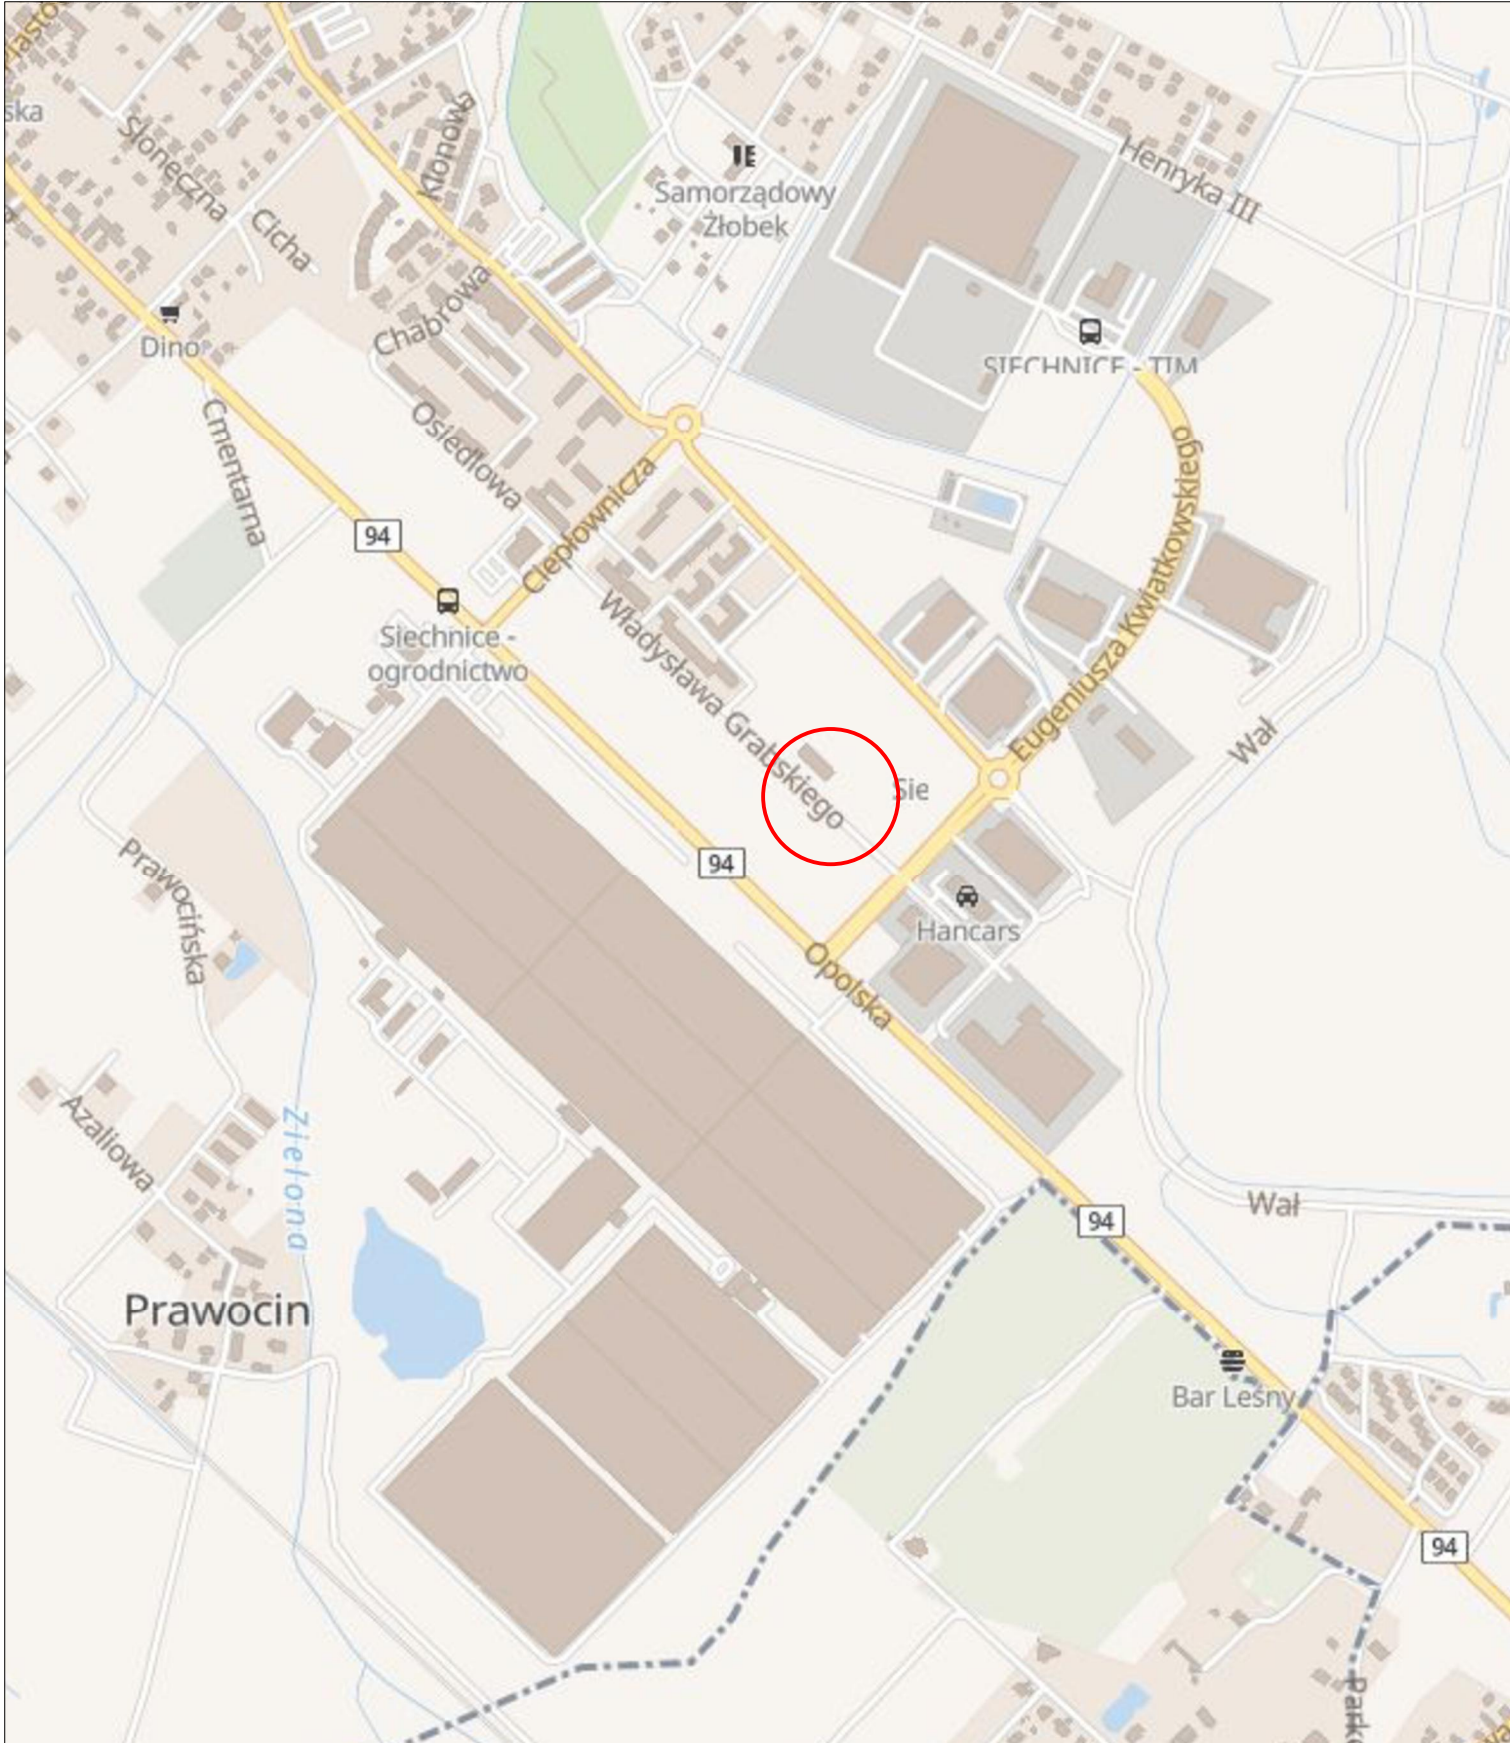 ska
Słoneczna
Klonowa
Cicha
Samorządowy
Żłobek
Henryka III
Chabrowa
Dino
SIECHNICE - TIM
Cmentarna
Osiedlowa
Ciepłownicza
94
Eugeniusza Kwiatkowskiego
Siechnice -
ogrodnictwo
Władysława Grabskiego
Wał
Sie
94
Prawocińska
Hancars
Opolska
Azaliowa
Zielona
Wał
94
Prawocin
Bar Leśny
94